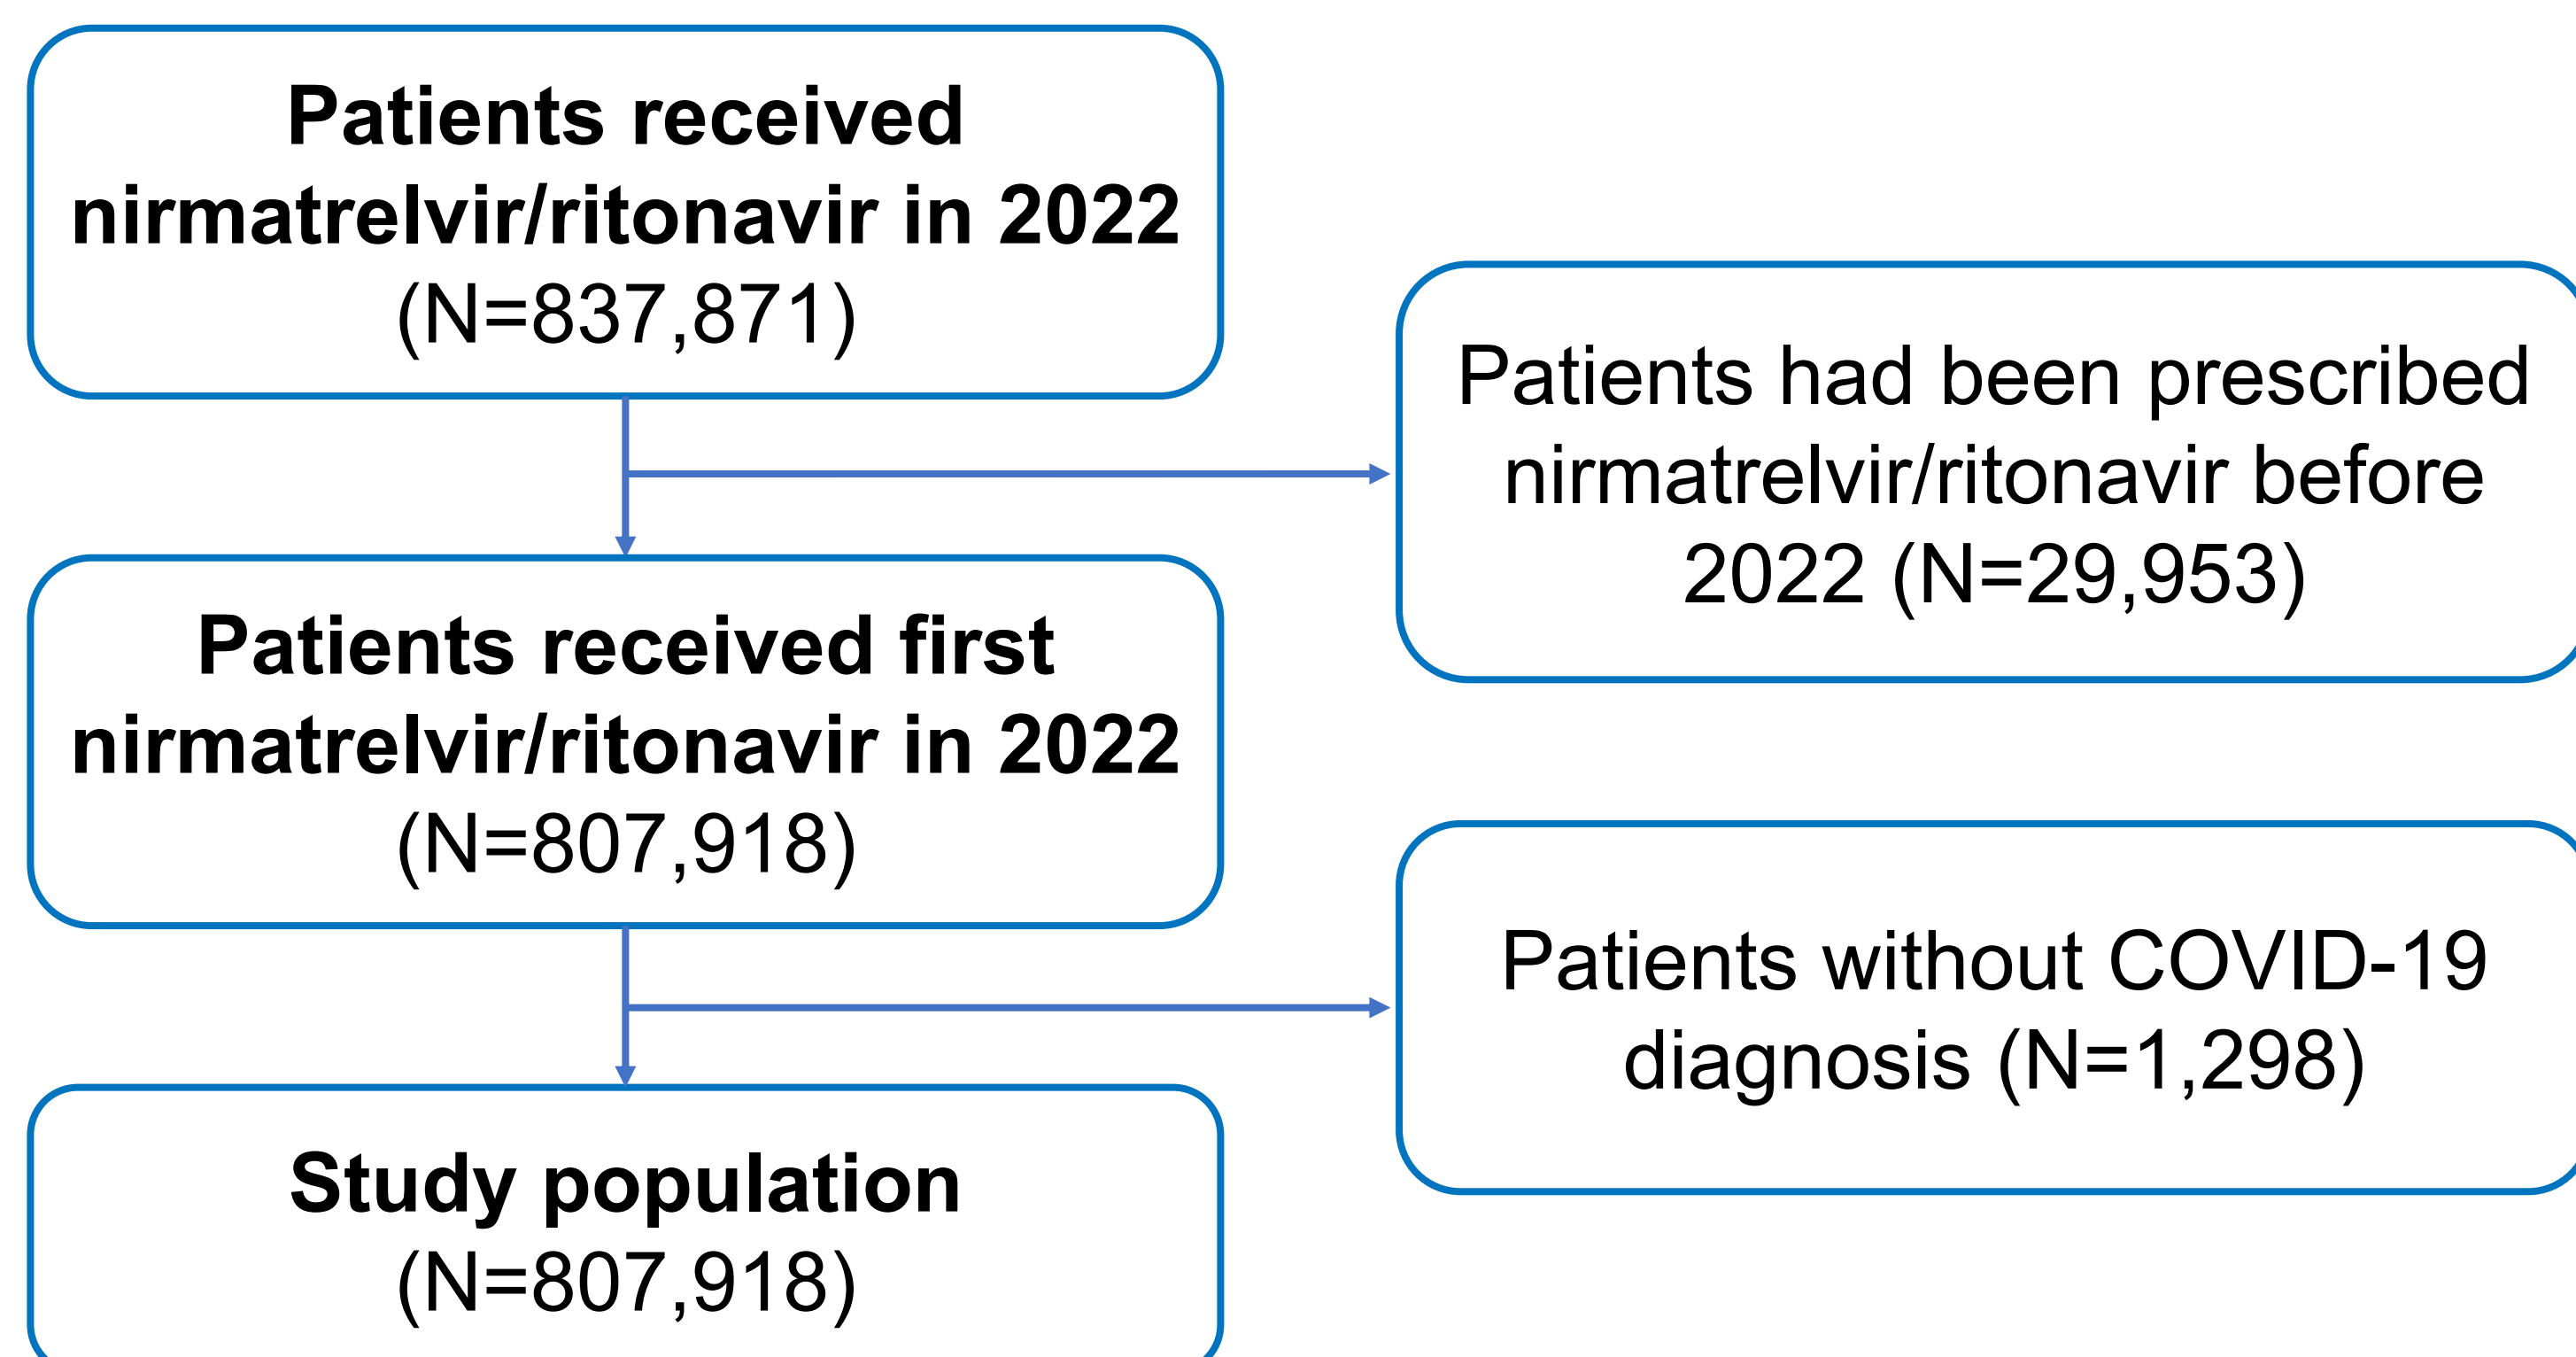 Patients received
nirmatrelvir/ritonavir in 2022
(N=837,871)
Patients had been prescribed
nirmatrelvir/ritonavir before
2022 (N=29,953)
Patients received first
nirmatrelvir/ritonavir in 2022
(N=807,918)
Patients without COVID-19
diagnosis (N=1,298)
Study population
(N=807,918)